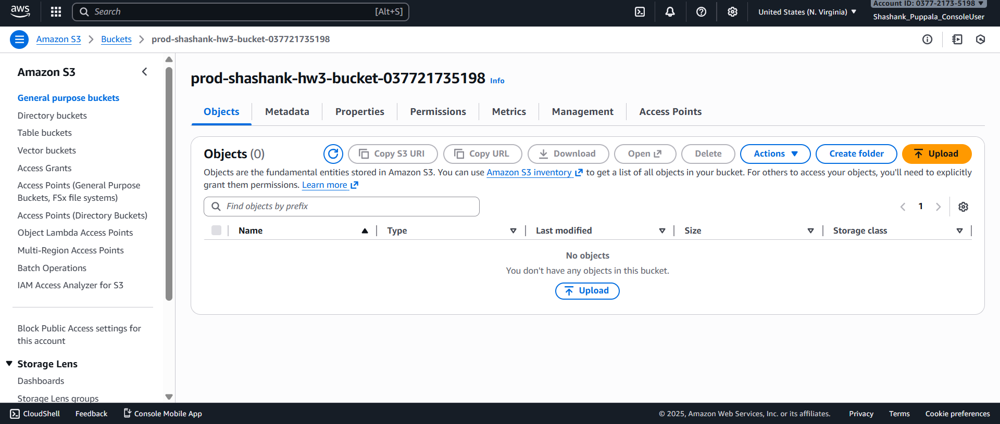 aws
Search [Alt+S]
United States (N. Virginia)
Account ID: 0377-2173-5198
Shashank_Puppala_ConsoleUser
Amazon S3 > Buckets > prod-shashank-hw3-bucket-037721735198
Amazon S3
General purpose buckets
Directory buckets
Table buckets
Vector buckets
Access Grants
Access Points (General Purpose
Buckets, FSx file systems)
Access Points (Directory Buckets)
Object Lambda Access Points
Multi-Region Access Points
Batch Operations
IAM Access Analyzer for S3
Block Public Access settings for
this account
Storage Lens
Dashboards
Storage Lens groups
prod-shashank-hw3-bucket-037721735198 Info
Objects Metadata Properties Permissions Metrics Management Access Points
Objects (0) Copy S3 URI Copy URL Download Open Delete Actions Create folder Upload
Objects are the fundamental entities stored in Amazon S3. You can use Amazon S3 inventory to get a list of all objects in your bucket. For others to access your objects, you'll need to explicitly
grant them permissions. Learn more
Find objects by prefix 1
Name Type Last modified Size Storage class
No objects
You don't have any objects in this bucket.
Upload
CloudShell Feedback Console Mobile App © 2025, Amazon Web Services, Inc. or its affiliates. Privacy Terms Cookie preferences